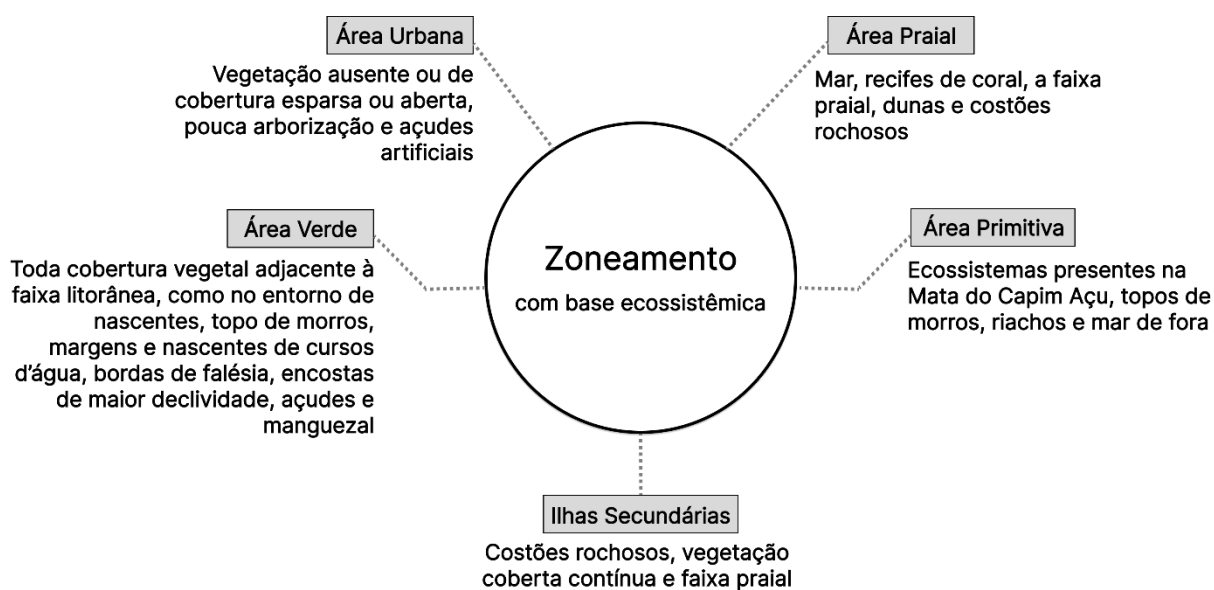 Área Urbana
Vegetação ausente ou de
cobertura esparsa ou aberta,
pouca arborização e açudes
artificiais
Área Praial
Mar, recifes de coral, a faixa
praial, dunas e costões
rochosos
Área Verde
Toda cobertura vegetal adjacente à
faixa litorânea, como no entorno de
nascentes, topo de morros,
margens e nascentes de cursos
d'água, bordas de falésia, encostas
de maior declividade, açudes e
manguezal
Zoneamento
com base ecossistêmica
Área Primitiva
Ecossistemas presentes na
Mata do Capim Açu, topos de
morros, riachos e mar de fora
Ilhas Secundárias
Costões rochosos, vegetação
coberta contínua e faixa praial